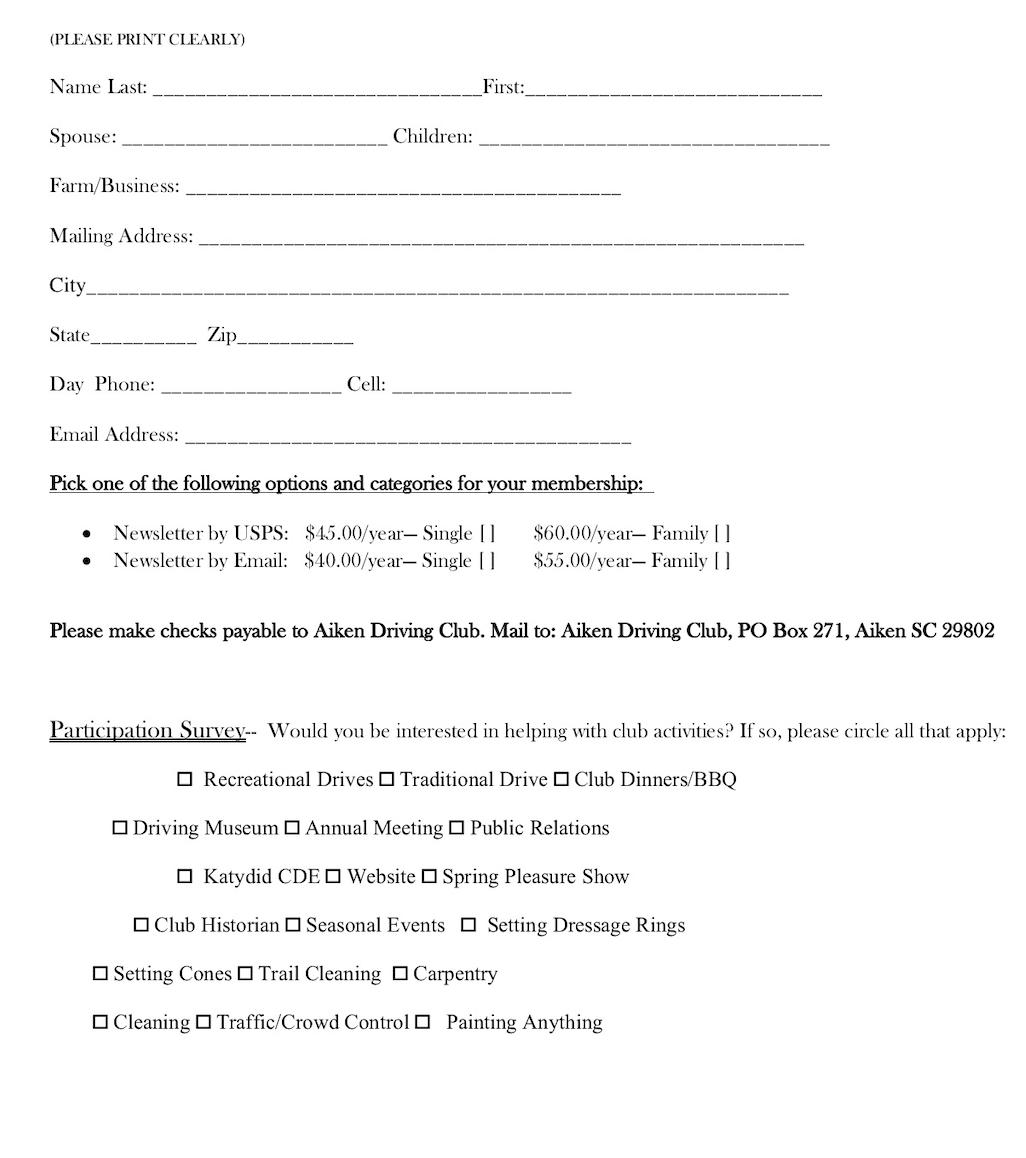 (PLEASE PRINT CLEARLY)
Name Last: _______________________________First:____________________________
Spouse: _________________________ Children: _________________________________
Farm/Business: _________________________________________
Mailing Address: _________________________________________________________
City__________________________________________________________________
State__________ Zip___________
Day Phone: _________________ Cell: _________________
Email Address: __________________________________________
Pick one of the following options and categories for your membership:
• Newsletter by USPS: $45.00/year– Single [ ] $60.00/year– Family [ ]
• Newsletter by Email: $40.00/year– Single [ ] $55.00/year– Family [ ]
Please make checks payable to Aiken Driving Club. Mail to: Aiken Driving Club, PO Box 271, Aiken SC 29802
Participation Survey-- Would you be interested in helping with club activities? If so, please circle all that apply:
☐ Recreational Drives ☐ Traditional Drive ☐ Club Dinners/BBQ
☐ Driving Museum ☐ Annual Meeting ☐ Public Relations
☐ Katydid CDE ☐ Website ☐ Spring Pleasure Show
☐ Club Historian ☐ Seasonal Events ☐ Setting Dressage Rings
☐ Setting Cones ☐ Trail Cleaning ☐ Carpentry
☐ Cleaning ☐ Traffic/Crowd Control ☐ Painting Anything